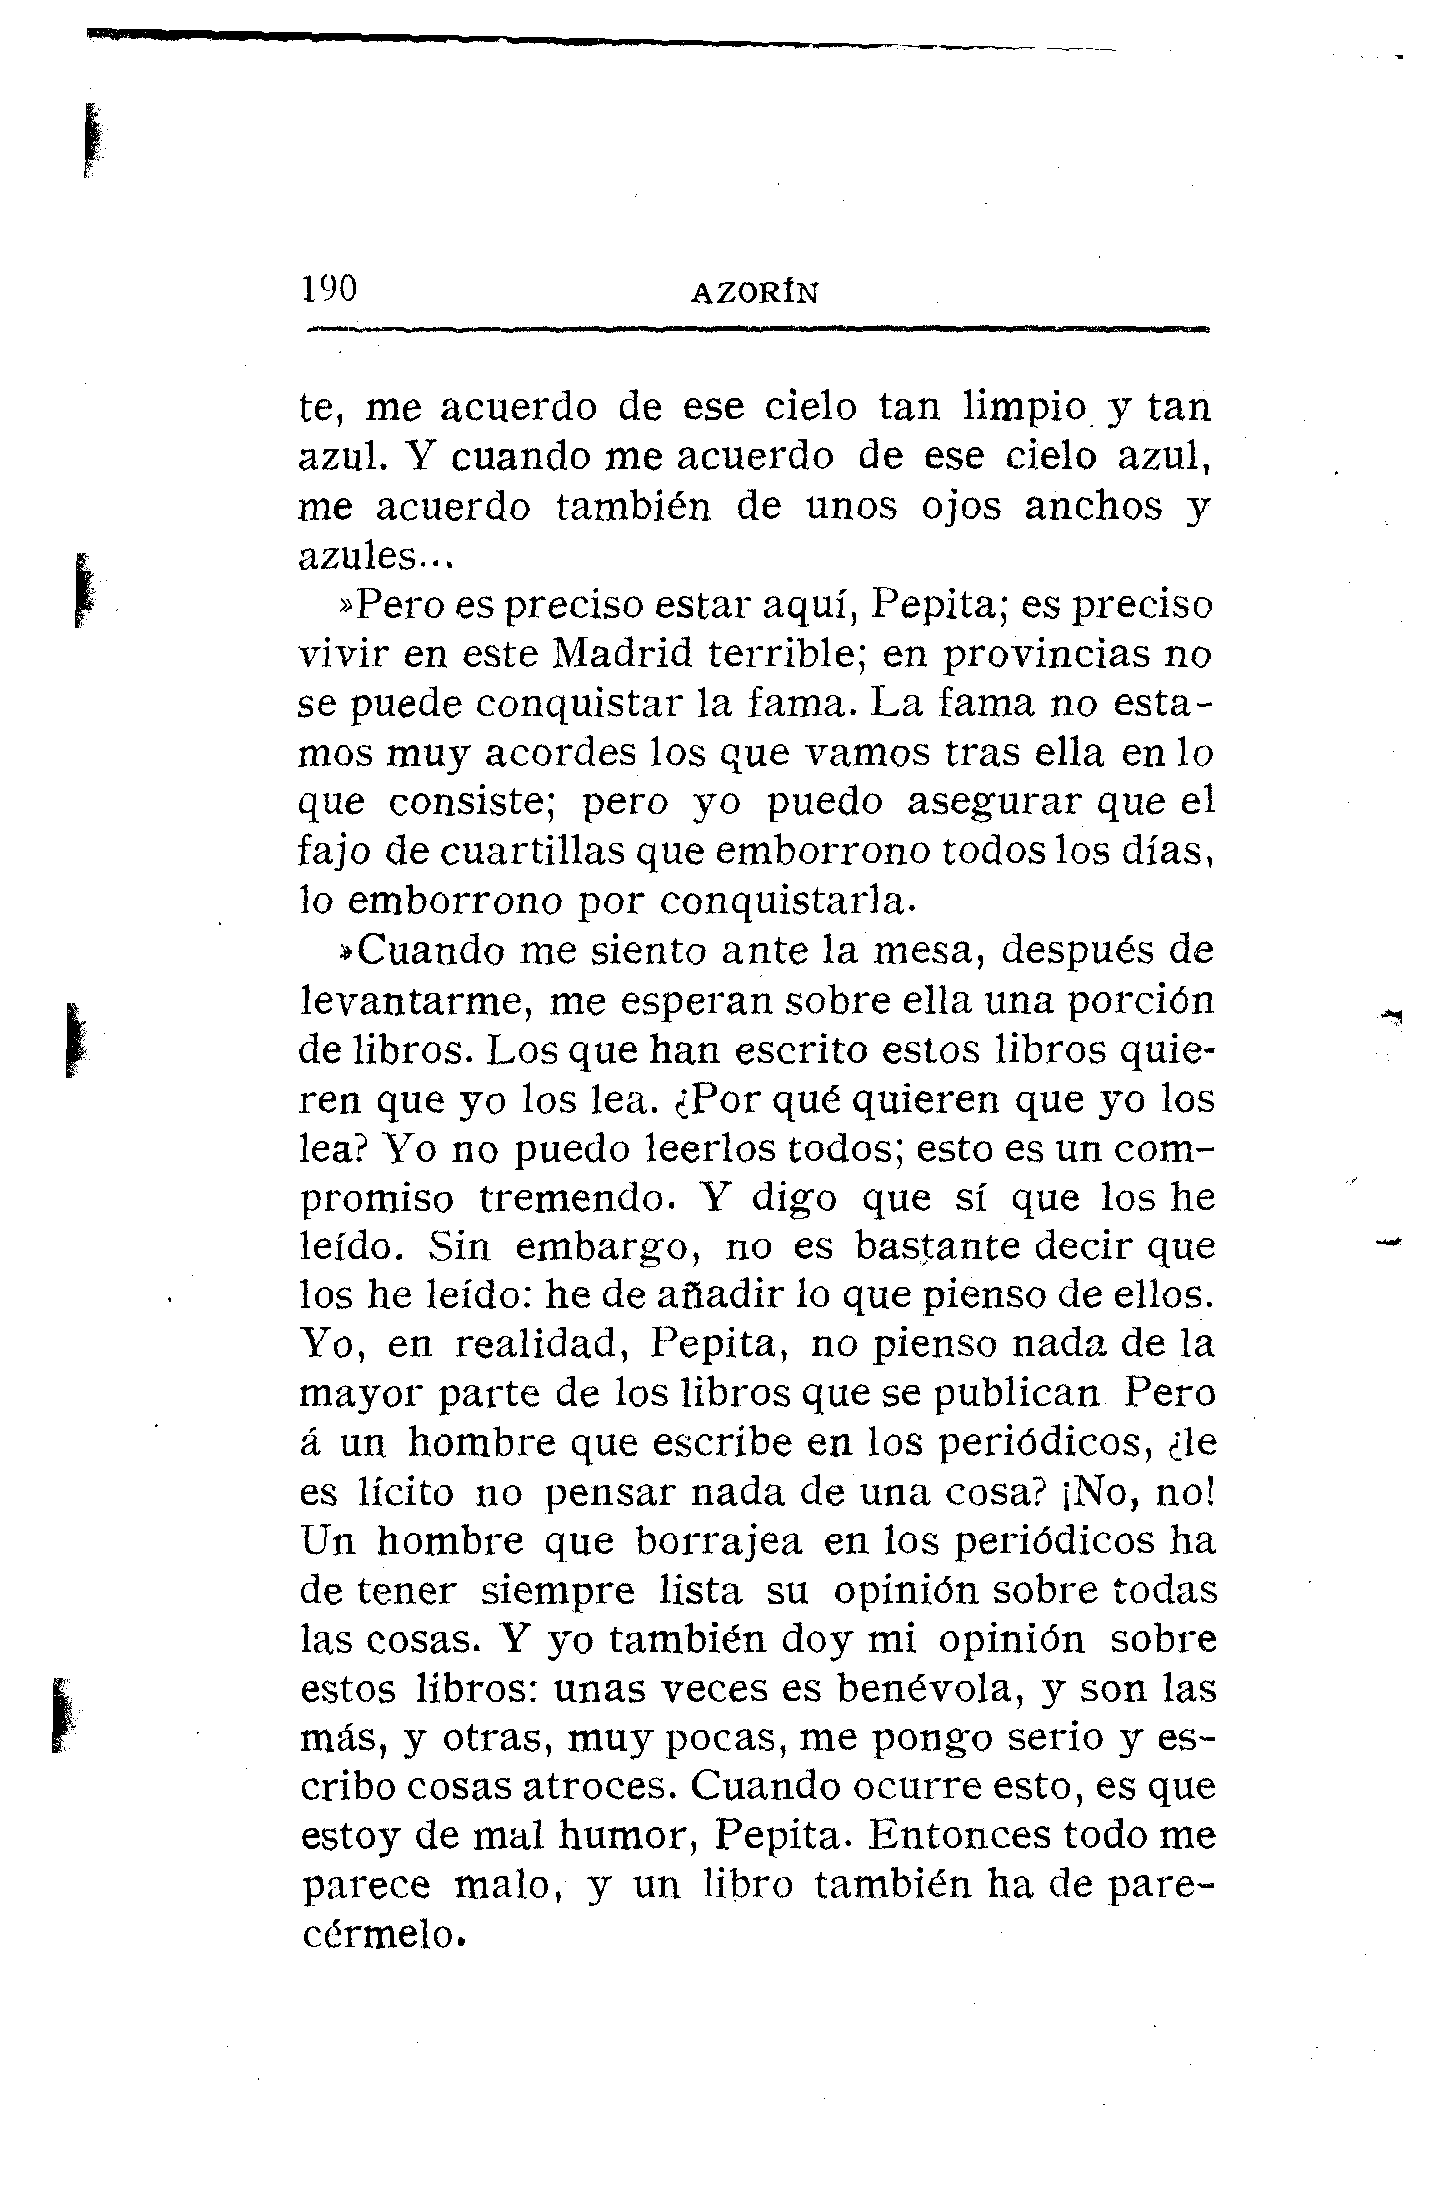 190 AZORÍN
te, me acuerdo de ese cielo tan limpio y tan
azul. Y cuando me acuerdo de ese cielo azul,
me acuerdo también de unos ojos anchos y
azules...
»Pero es preciso estar aquí, Pepita; es preciso
vivir en este Madrid terrible; en provincias no
se puede conquistar la fama. La fama no esta-
mos muy acordes los que vamos tras ella en lo
que consiste; pero yo puedo asegurar que el
fajo de cuartillas que emborrono todos los días,
lo emborrono por conquistarla.
»Cuando me siento ante la mesa, después de
levantarme, me esperan sobre ella una porción
de libros. Los que han escrito estos libros quie-
ren que yo los lea. ¿Por qué quieren que yo los
lea? Yo no puedo leerlos todos; esto es un com-
promiso tremendo. Y digo que sí que los he
leído. Sin embargo, no es bastante decir que
los he leído: he de añadir lo que pienso de ellos.
Yo, en realidad, Pepita, no pienso nada de la
mayor parte de los libros que se publican Pero
á un hombre que escribe en los periódicos, ¿le
es lícito no pensar nada de una cosa? ¡No, no!
Un hombre que borrajea en los periódicos ha
de tener siempre lista su opinión sobre todas
las cosas. Y yo también doy mi opinión sobre
estos libros: unas veces es benévola, y son las
más, y otras, muy pocas, me pongo serio y es-
cribo cosas atroces. Cuando ocurre esto, es que
estoy de mal humor, Pepita. Entonces todo me
parece malo, y un libro también ha de pare-
cérmelo.